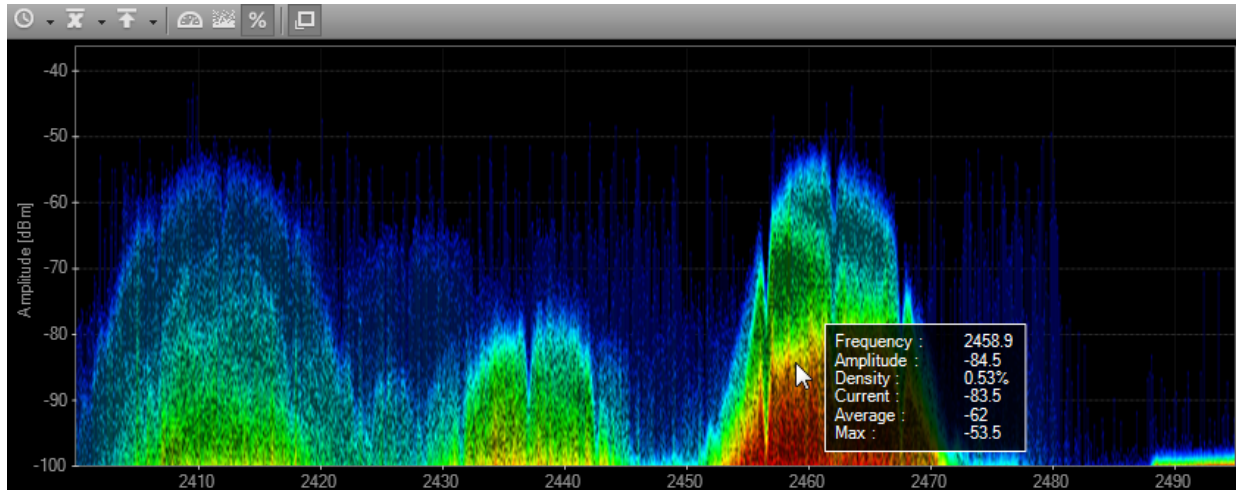 %
-40
-50
-60
-70
-80
-90
-100
Amplitude [dBm]
Frequency : 2458.9
Amplitude : -84.5
Density : 0.53%
Current : -83.5
Average : -62
Max : -53.5
2410 2420 2430 2440 2450 2460 2470 2480 2490